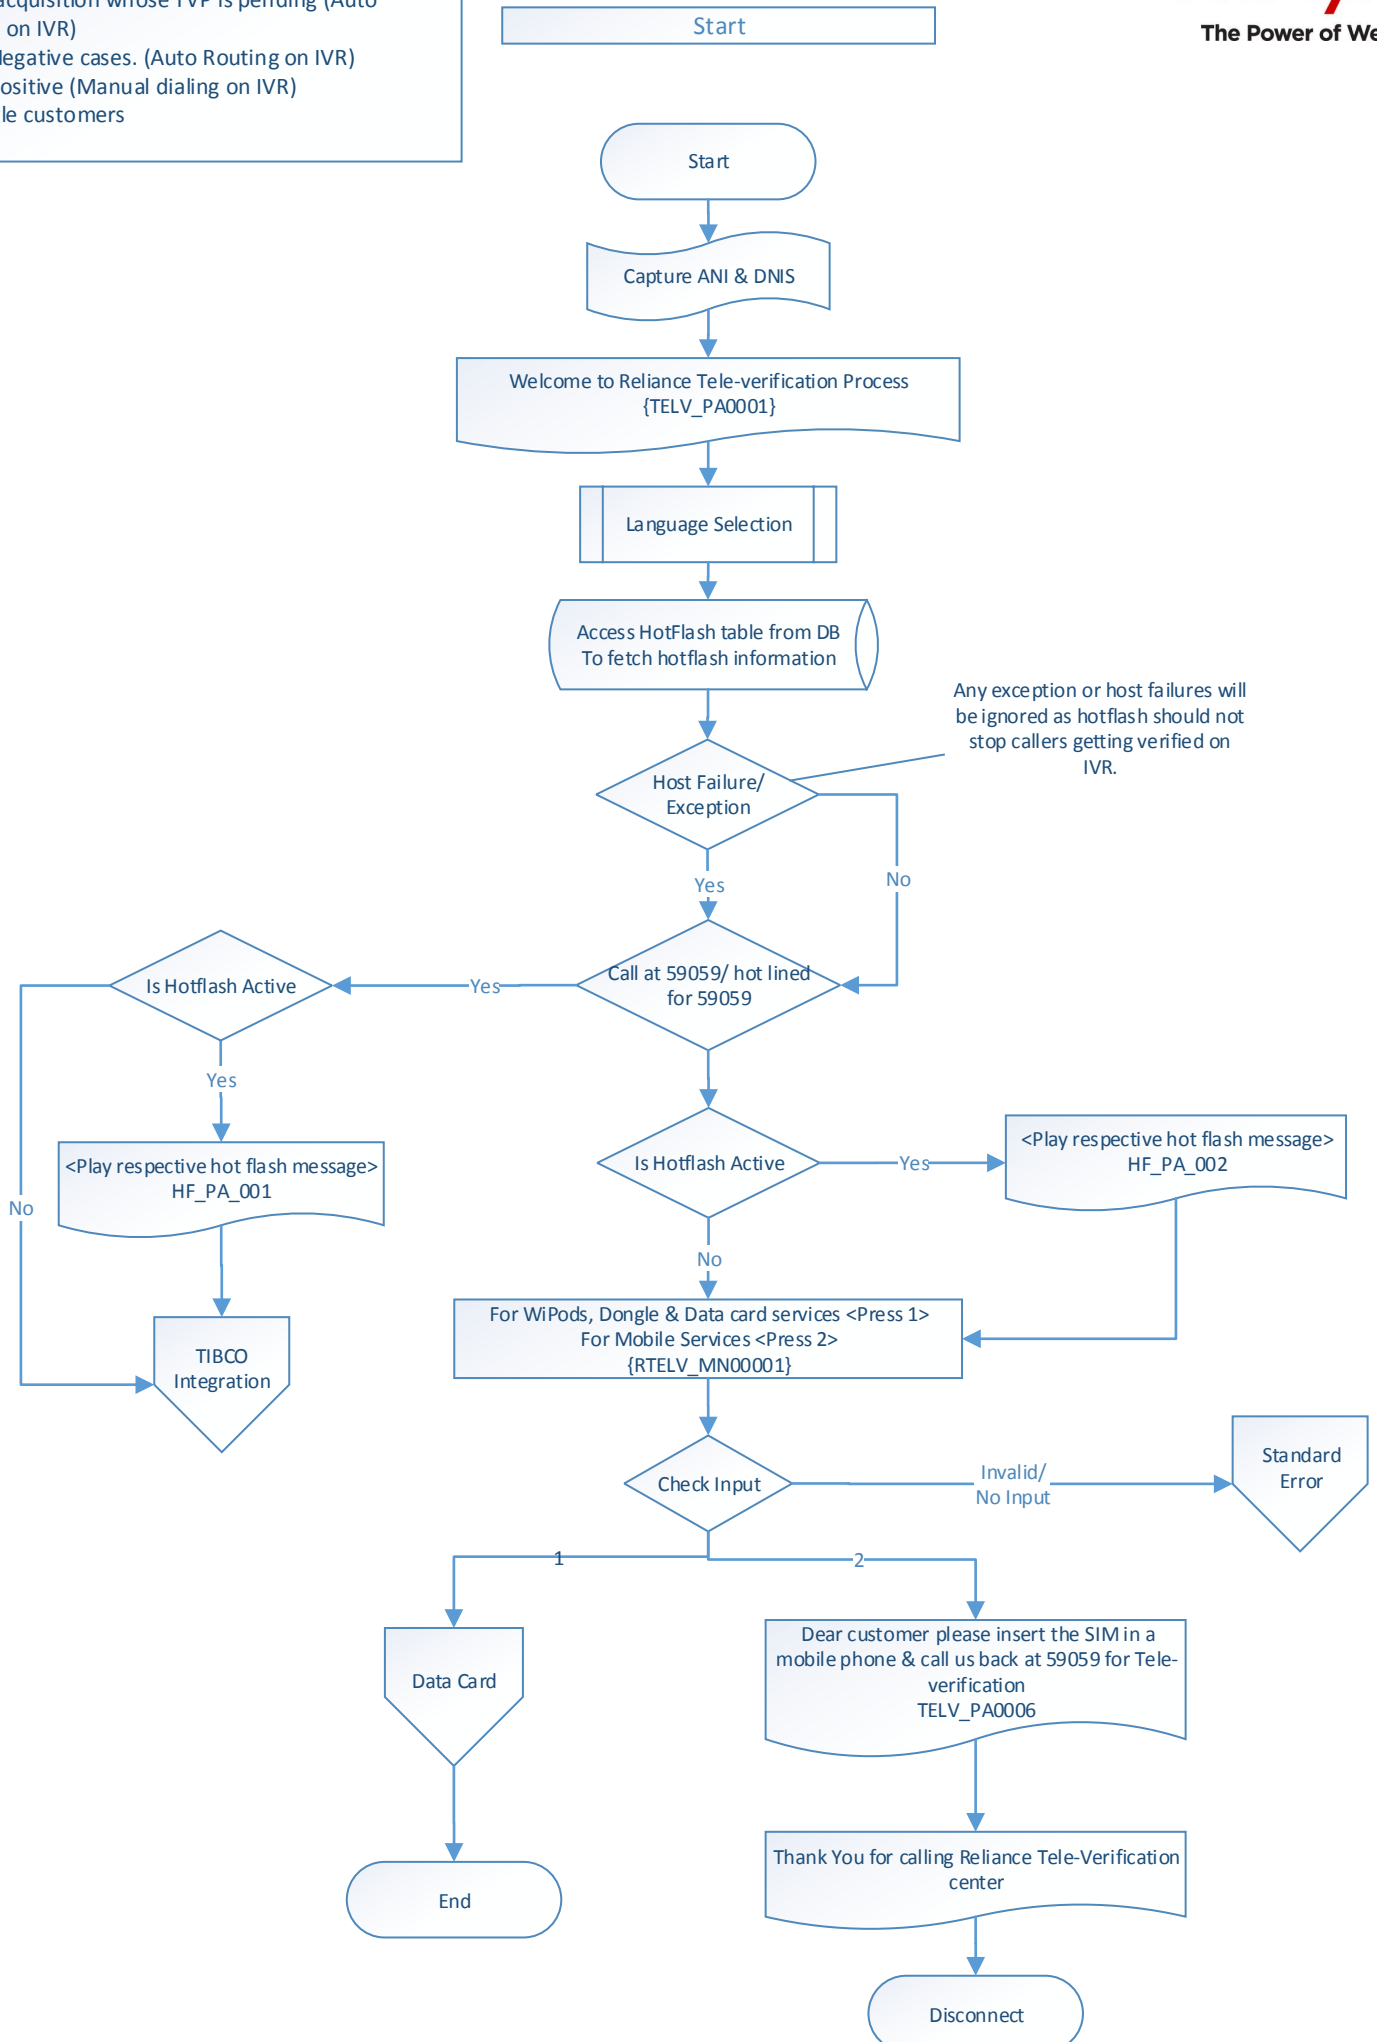 acquisition whose TVP is pending (Auto
on IVR)
legative cases. (Auto Routing on IVR)
ositive (Manual dialing on IVR)
le customers
Start
The Power of We
Start
Capture ANI & DNIS
Welcome to Reliance Tele-verification Process
{TELV_PA0001}
Language Selection
Access HotFlash table from DB
To fetch hotflash information
Any exception or host failures will
be ignored as hotflash should not
stop callers getting verified on
IVR.
Host Failure/
Exception
Yes
No
Call at 59059/ hot lined
for 59059
Yes
Is Hotflash Active
Yes
No
<Play respective hot flash message>
HF_PA_001
TIBCO
Integration
Is Hotflash Active
Yes
<Play respective hot flash message>
HF_PA_002
No
For WiPods, Dongle & Data card services <Press 1>
For Mobile Services <Press 2>
{RTELV_MN00001}
Check Input
Invalid/
No Input
Standard
Error
1
2
Data Card
End
Dear customer please insert the SIM in a
mobile phone & call us back at 59059 for Tele-
verification
TELV_PA0006
Thank You for calling Reliance Tele-Verification
center
Disconnect